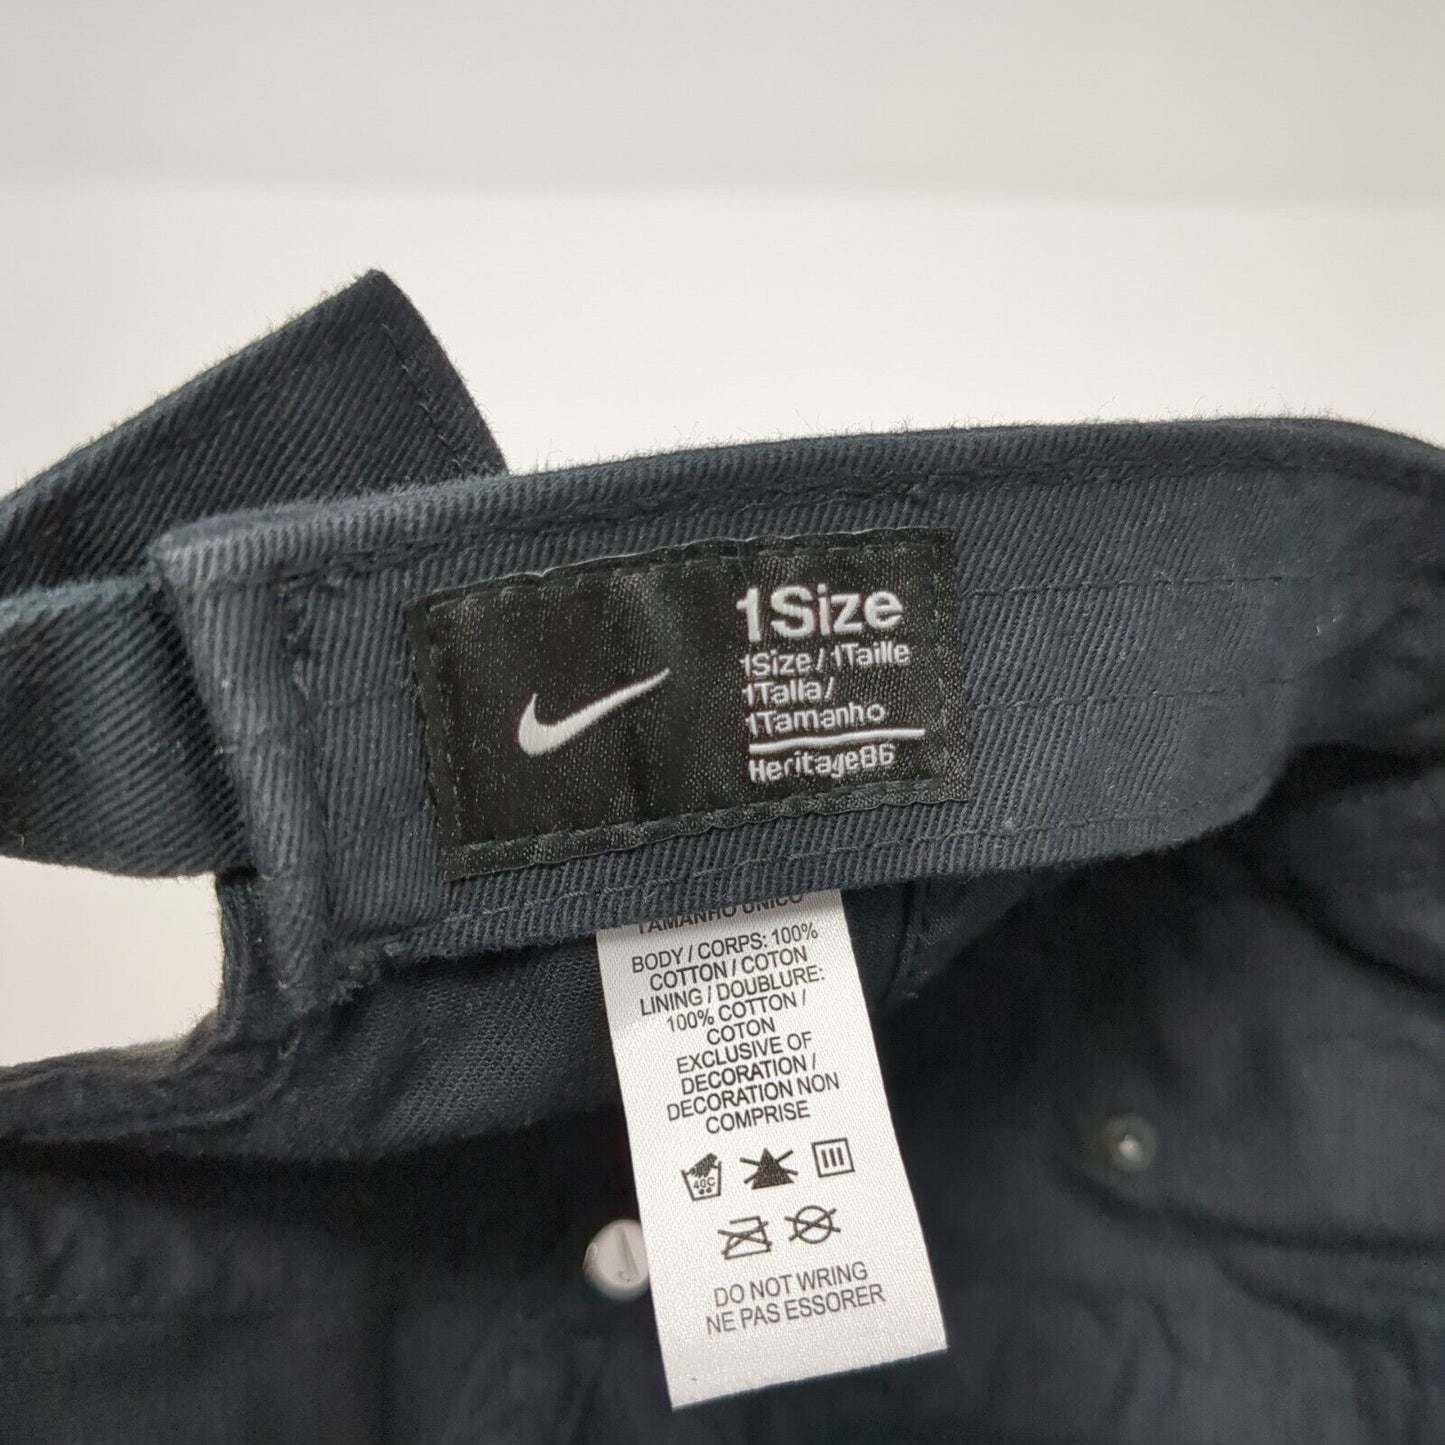 1Size
1Size / 1Taille
1Talla /
1Tamanho
Heritage86
TAMANHO UNICO
BODY / CORPS: 100%
COTTON / COTON
LINING / DOUBLURE:
100% COTTON /
COTON
EXCLUSIVE OF
DECORATION /
DECORATION NON
COMPRISE
40C
DO NOT WRING
NE PAS ESSORER